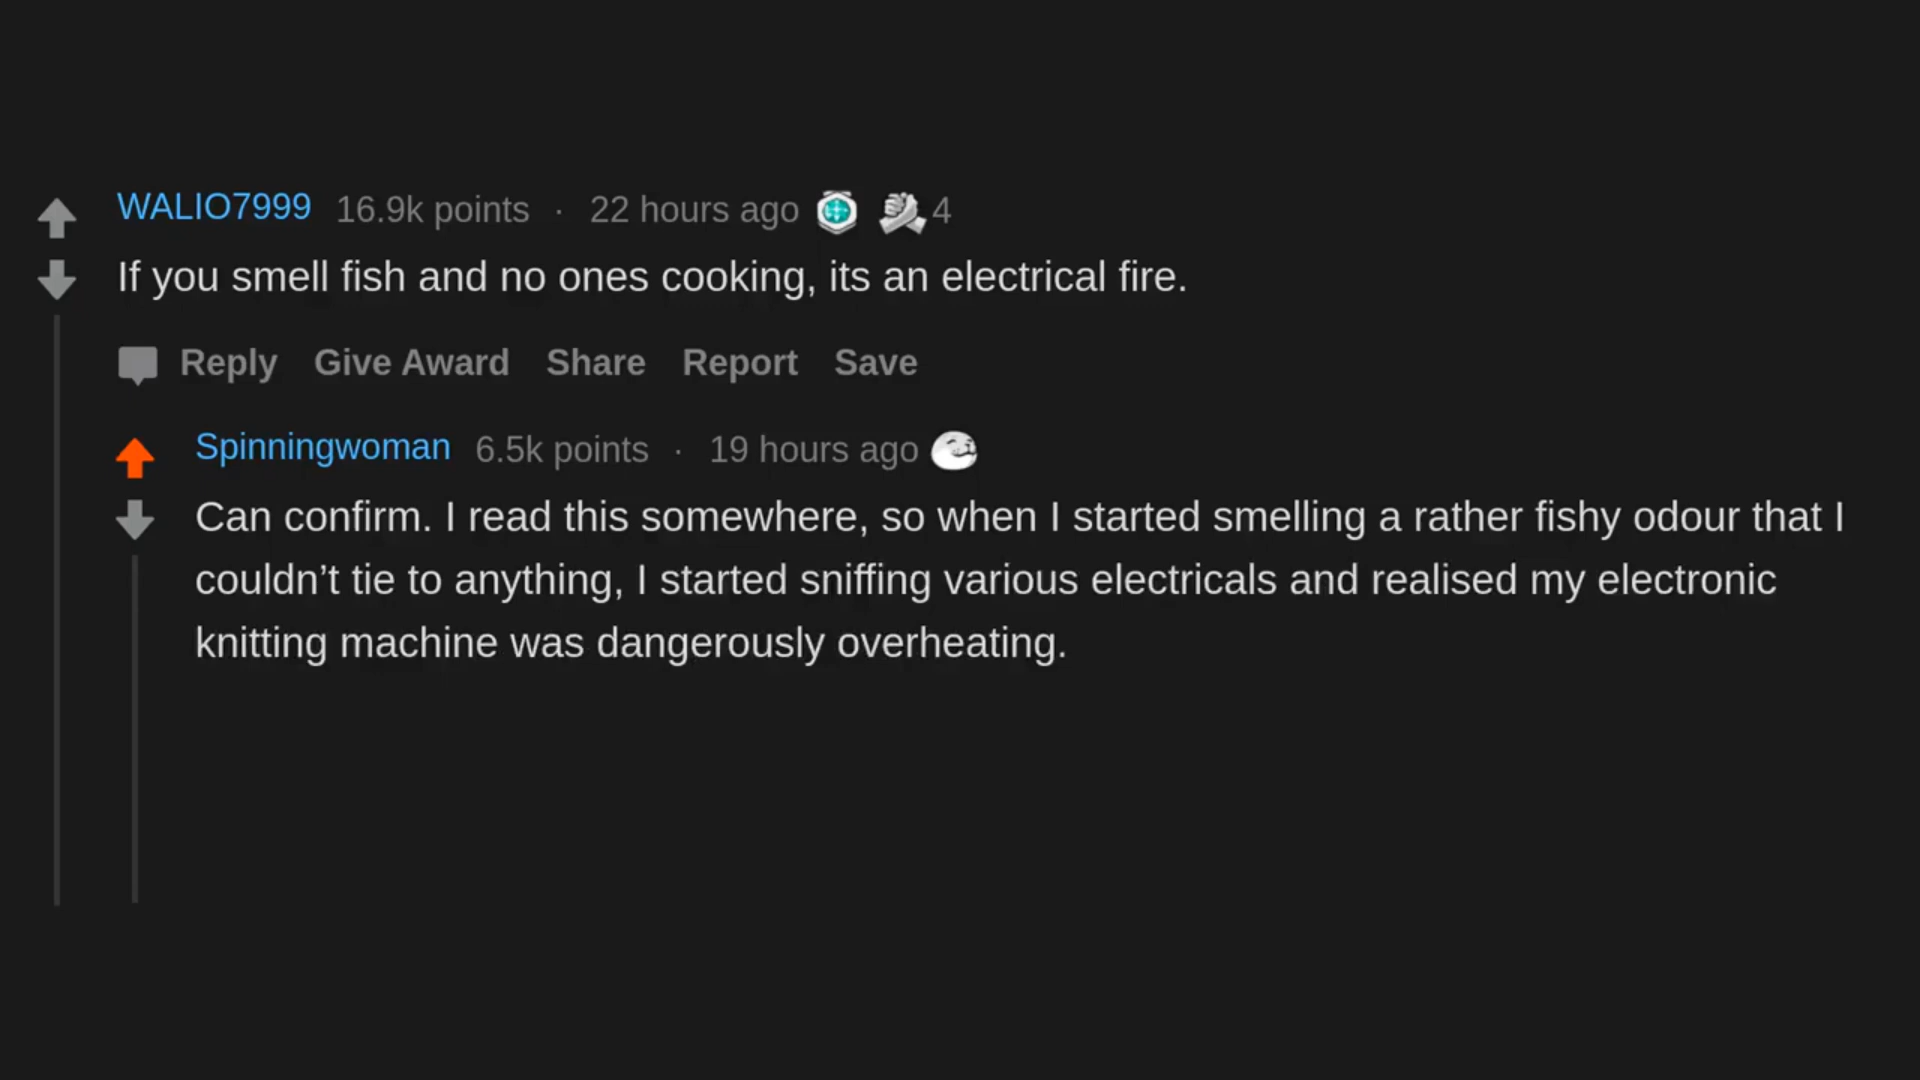 WALIO7999 16.9k points · 22 hours ago 4
If you smell fish and no ones cooking, its an electrical fire.
Reply Give Award Share Report Save
Spinningwoman 6.5k points · 19 hours ago
Can confirm. I read this somewhere, so when I started smelling a rather fishy odour that I
couldn’t tie to anything, I started sniffing various electricals and realised my electronic
knitting machine was dangerously overheating.